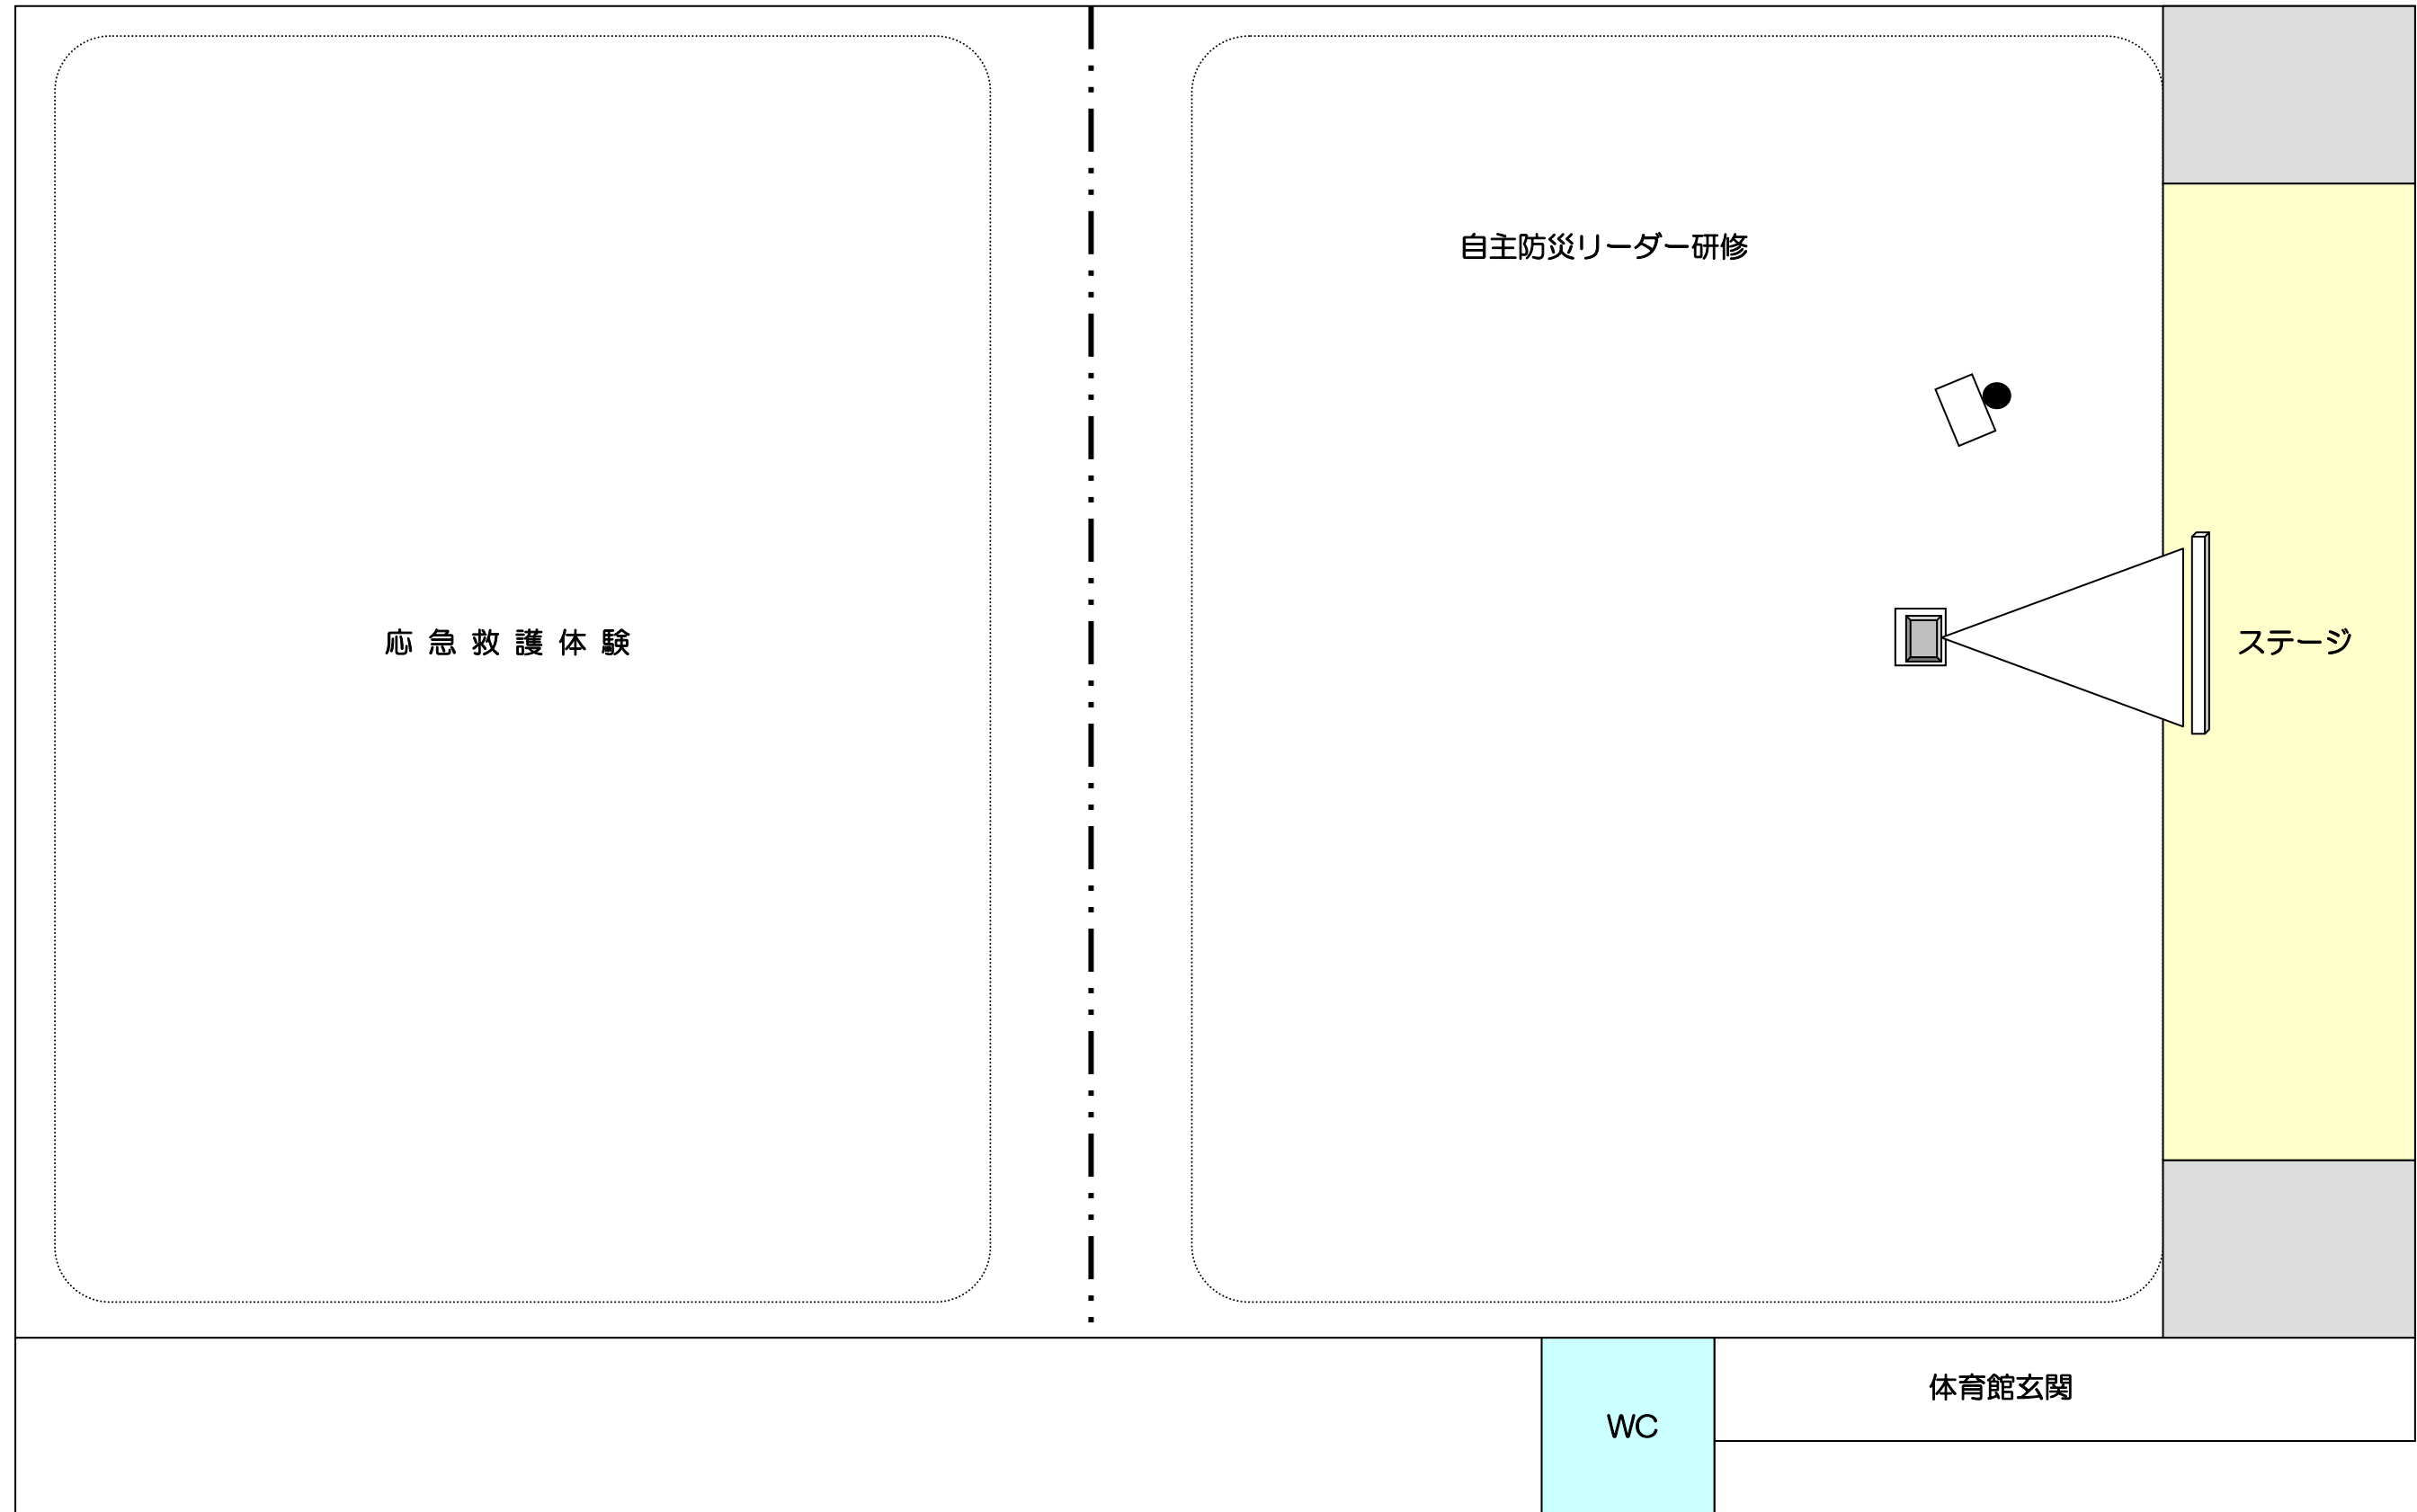 自主防災リーダー研修
応急救護体験
ステージ
体育館玄関
WC